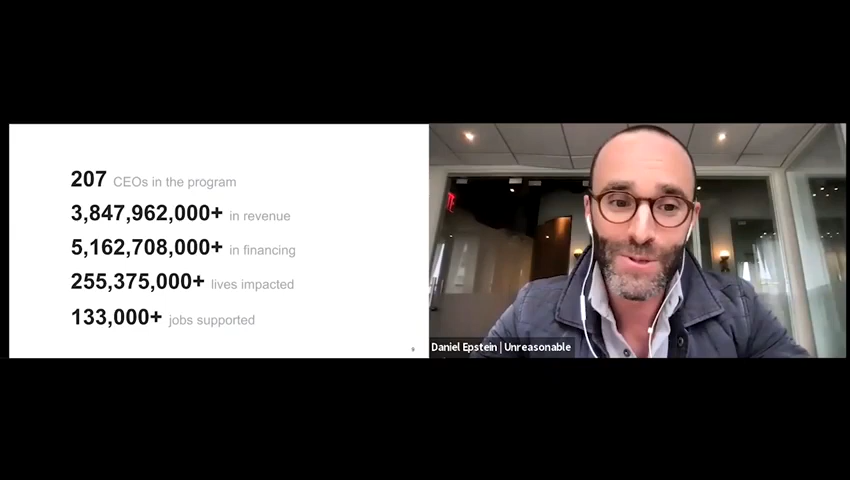 207 CEOs in the program
3,847,962,000+ in revenue
5,162,708,000+ in financing
255,375,000+ lives impacted
133,000+ jobs supported
Daniel Epstein | Unreasonable